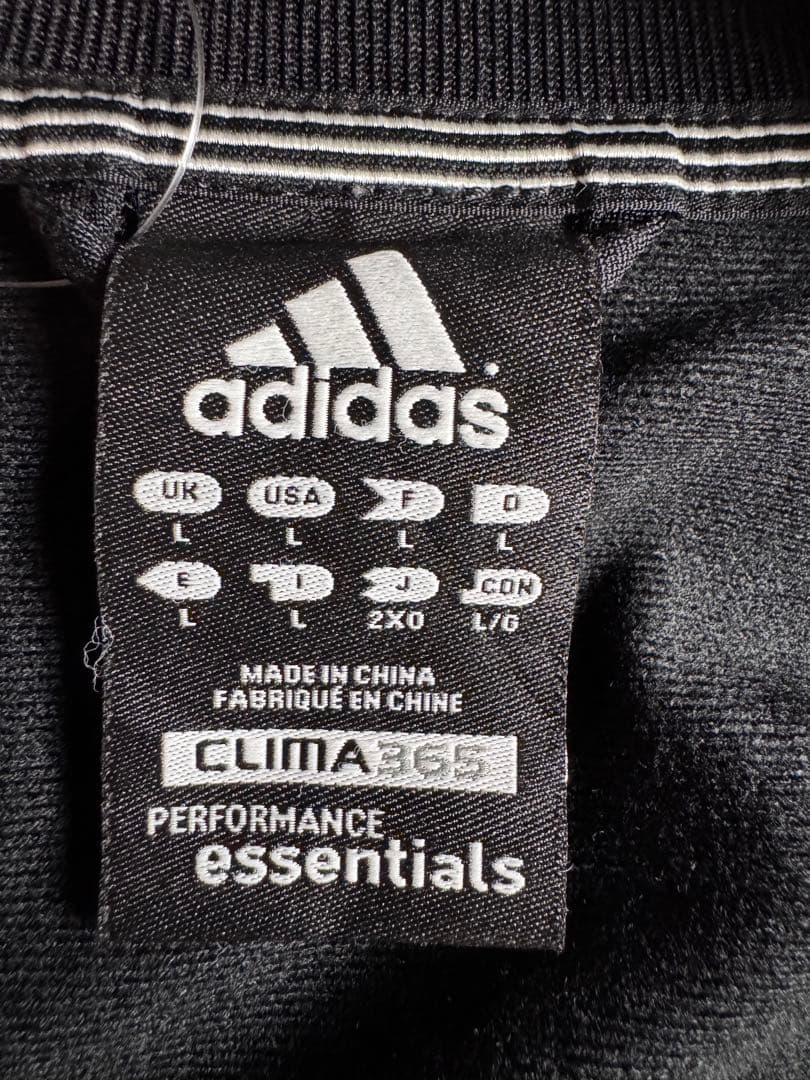 adidas
UK USA F D
L L L L
E I J CON
L L 2XO L/G
MADE IN CHINA
FABRIQUÉ EN CHINE
CLIMA365
PERFORMANCE
essentials